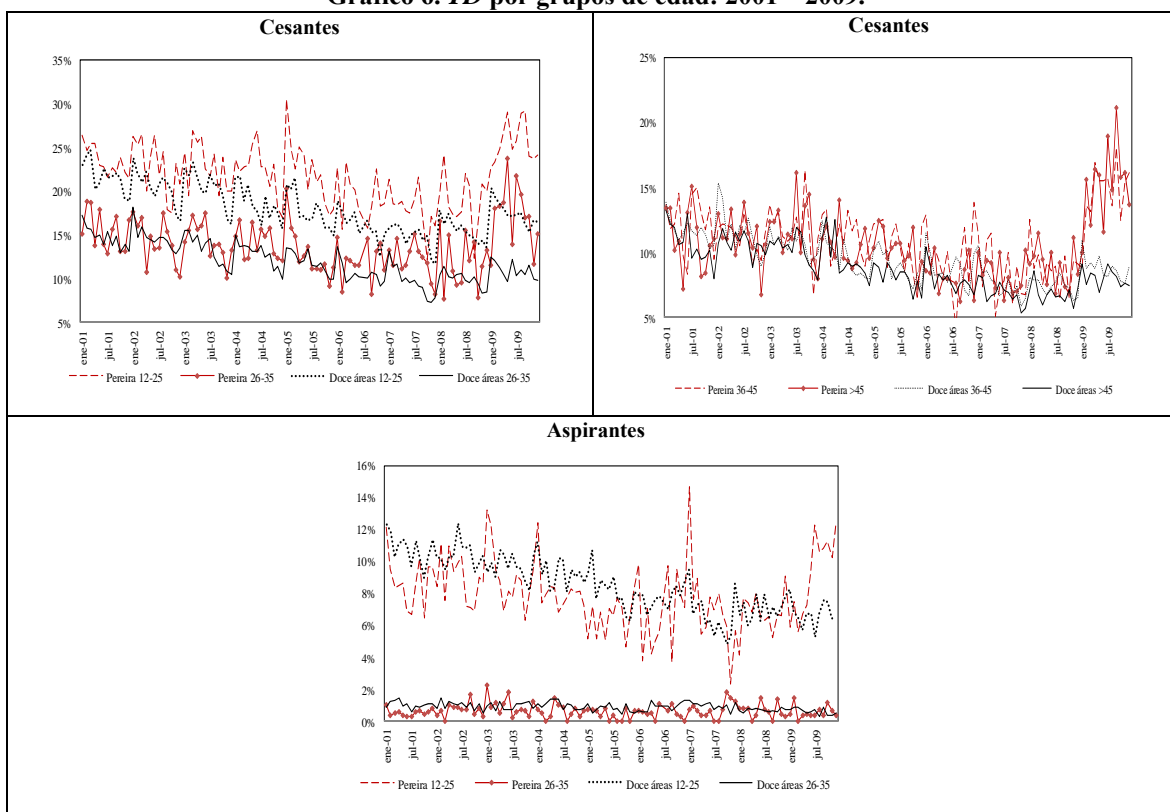 Gráfico 6. TD por grupos de edad: 2001 – 2009.
Cesantes
35%
30%
25%
20%
15%
10%
5%
ene-01
jul-01
ene-02
jul-02
ene-03
jul-03
ene-04
jul-04
ene-05
jul-05
ene-06
jul-06
ene-07
jul-07
ene-08
jul-08
ene-09
jul-09
Pereira 12-25
Pereira 26-35
Doce áreas 12-25
Doce áreas 26-35
Cesantes
25%
20%
15%
10%
5%
ene-01
jul-01
ene-02
jul-02
ene-03
jul-03
ene-04
jul-04
ene-05
jul-05
ene-06
jul-06
ene-07
jul-07
ene-08
jul-08
ene-09
jul-09
Pereira 36-45
Pereira >45
Doce áreas 36-45
Doce áreas >45
Aspirantes
16%
14%
12%
10%
8%
6%
4%
2%
0%
ene-01
jul-01
ene-02
jul-02
ene-03
jul-03
ene-04
jul-04
ene-05
jul-05
ene-06
jul-06
ene-07
jul-07
ene-08
jul-08
ene-09
jul-09
Pereira 12-25
Pereira 26-35
Doce áreas 12-25
Doce áreas 26-35